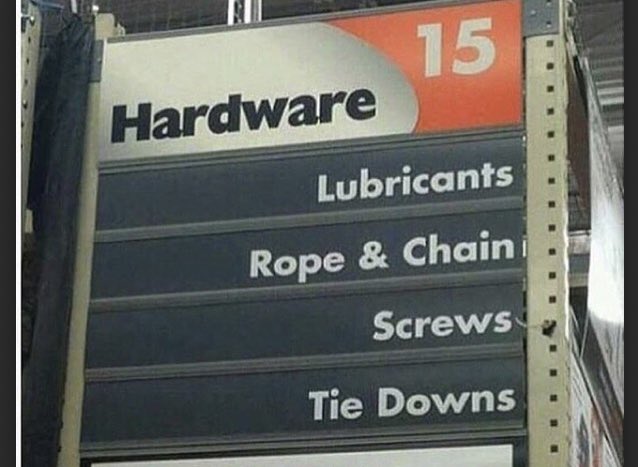 15
Hardware
Lubricants
Rope & Chain
Screws
Tie Downs